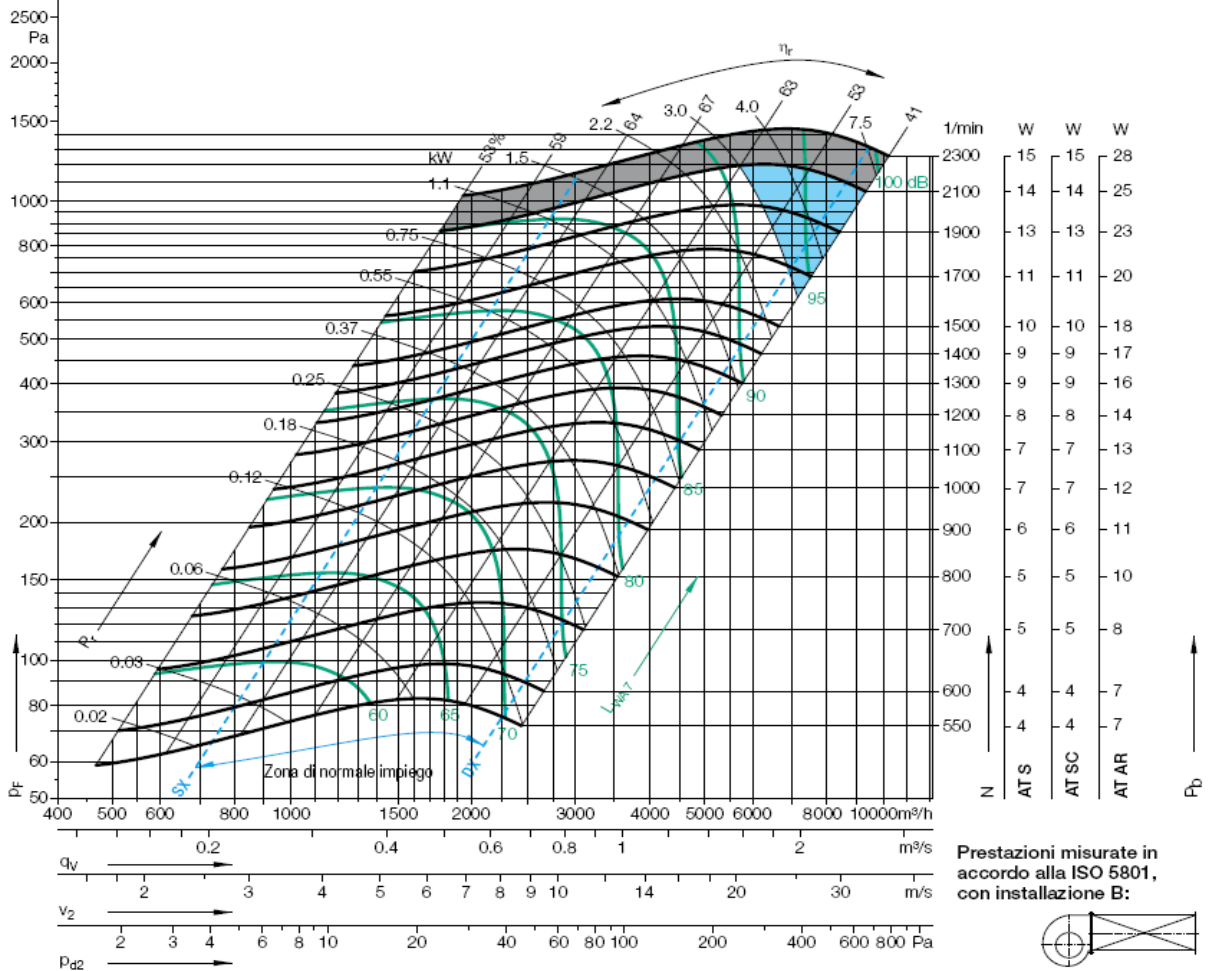 2500
Pa
2000
1500
1000
800
600
500
400
300
200
150
100
80
60
50
pF
Pr
ηr
kW
53%
59
64
67
63
53
41
1.1
1.5
2.2
3.0
4.0
7.5
0.75
0.55
0.37
0.25
0.18
0.12
0.06
0.03
0.02
100 dB
95
90
85
80
75
70
65
60
LWA7
SX
Zona di normale impiego
DX
1/min W W W
2300 15 15 28
2100 14 14 25
1900 13 13 23
1700 11 11 20
1500 10 10 18
1400 9 9 17
1300 9 9 16
1200 8 8 14
1100 7 7 13
1000 7 7 12
900 6 6 11
800 5 5 10
700 5 5 8
600 4 4 7
550 4 4 7
N AT S AT SC AT AR Pb
400 500 600 800 1000 1500 2000 3000 4000 5000 6000 8000 10000m³/h
0.2 0.4 0.6 0.8 1 2 m³/s
qV
2 3 4 5 6 7 8 9 10 14 20 30 m/s
v2
2 3 4 6 8 10 20 40 60 80 100 200 400 600 800 Pa
pd2
Prestazioni misurate in
accordo alla ISO 5801,
con installazione B: